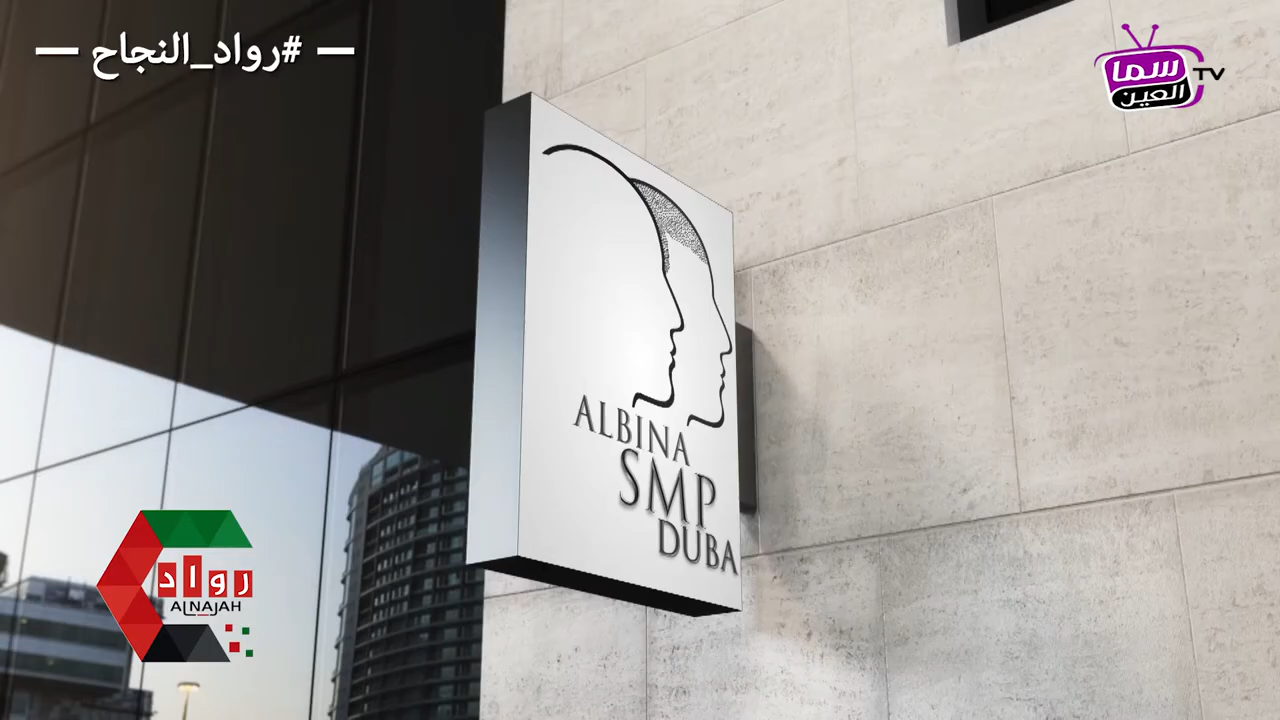 — #رواد_النجاح —
سما
العين
TV
ALBINA
SMP
DUBA
رواد
ALNAJAH